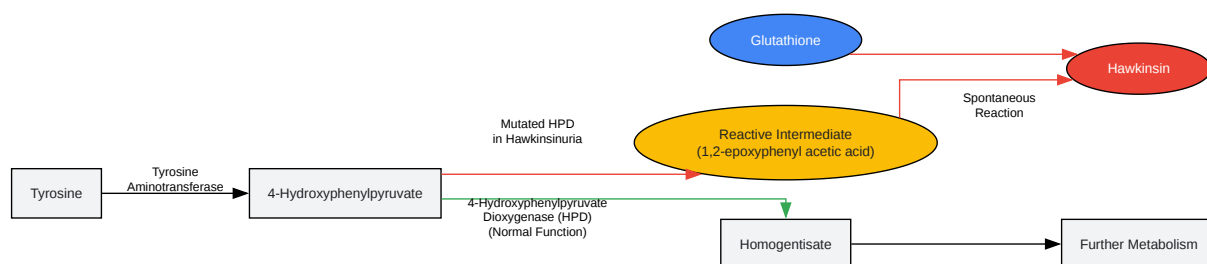 Glutathione
Hawkinsin
Spontaneous
Reaction
Mutated HPD
in Hawkinsinuria
Reactive Intermediate
(1,2-epoxyphenyl acetic acid)
Tyrosine
Tyrosine
Aminotransferase
4-Hydroxyphenylpyruvate
4-Hydroxyphenylpyruvate
Dioxygenase (HPD)
(Normal Function)
Homogentisate
Further Metabolism